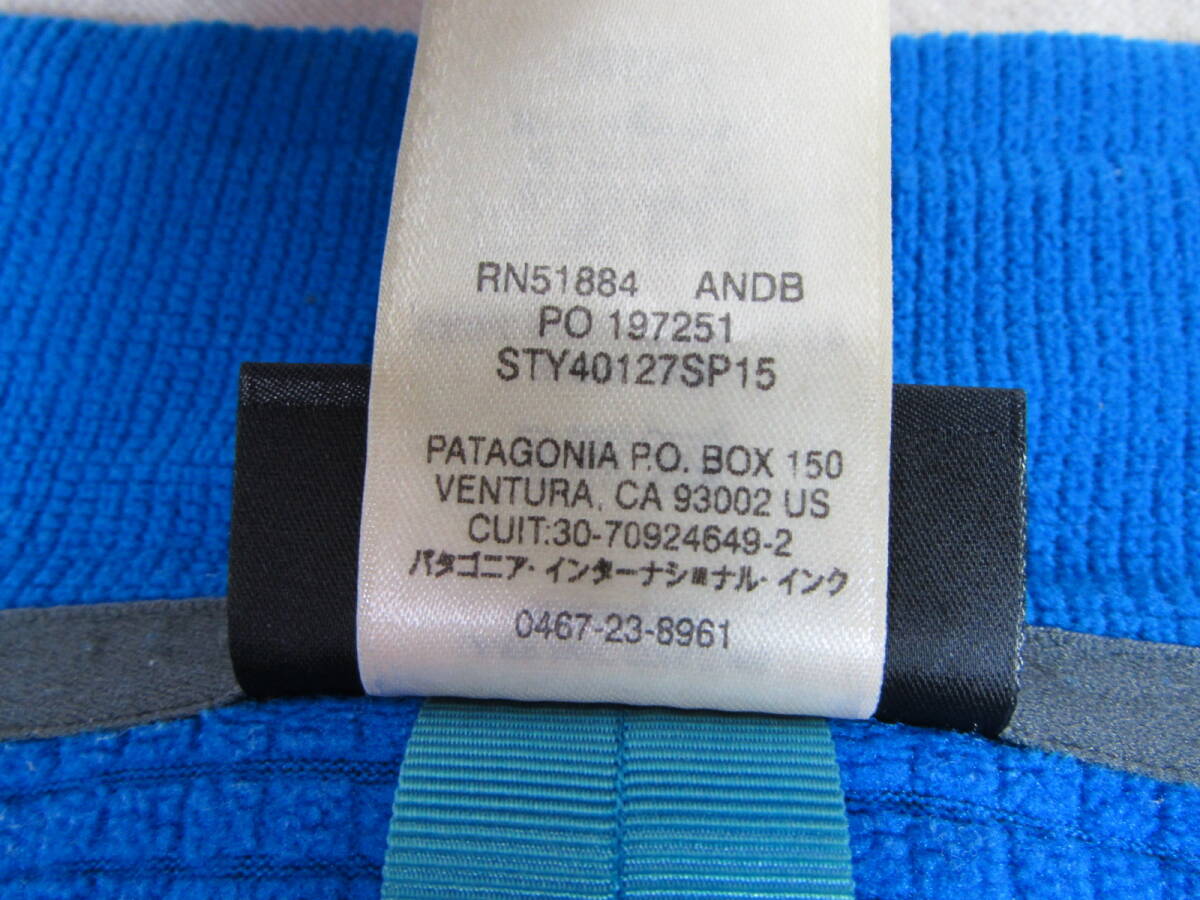 RN51884 ANDB
PO 197251
STY40127SP15
PATAGONIA P.O. BOX 150
VENTURA, CA 93002 US
CUIT:30-70924649-2
パタゴニア・インターナショナル・インク
0467-23-8961